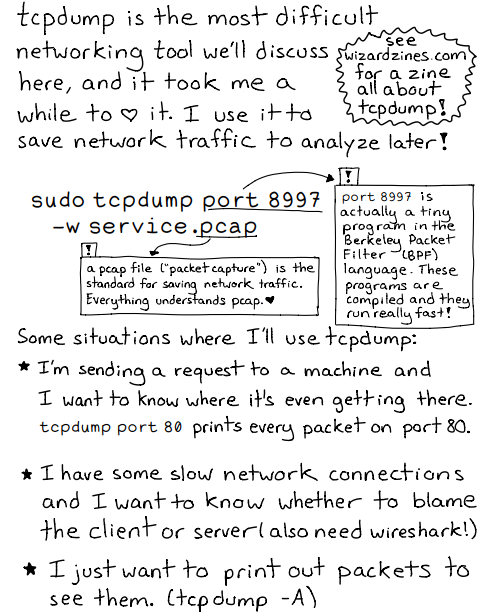 tcpdump is the most difficult
networking tool we'll discuss
here, and it took me a
while to ♡ it. I use it to
save network traffic to analyze later!
see
wizardzines.com
for a zine
all about
tcpdump!
sudo tcpdump port 8997
-w service.pcap
!
port 8997 is
actually a tiny
program in the
Berkeley Packet
Filter (BPF)
language. These
programs are
compiled and they
run really fast!
!
a pcap file ("packet capture") is the
standard for saving network traffic.
Everything understands pcap.♥
Some situations where I'll use tcpdump:
★ I'm sending a request to a machine and
I want to know where it's even getting there.
tcpdump port 80 prints every packet on port 80.
★ I have some slow network connections
and I want to know whether to blame
the client or server (also need wireshark!)
★ I just want to print out packets to
see them. (tcpdump -A)